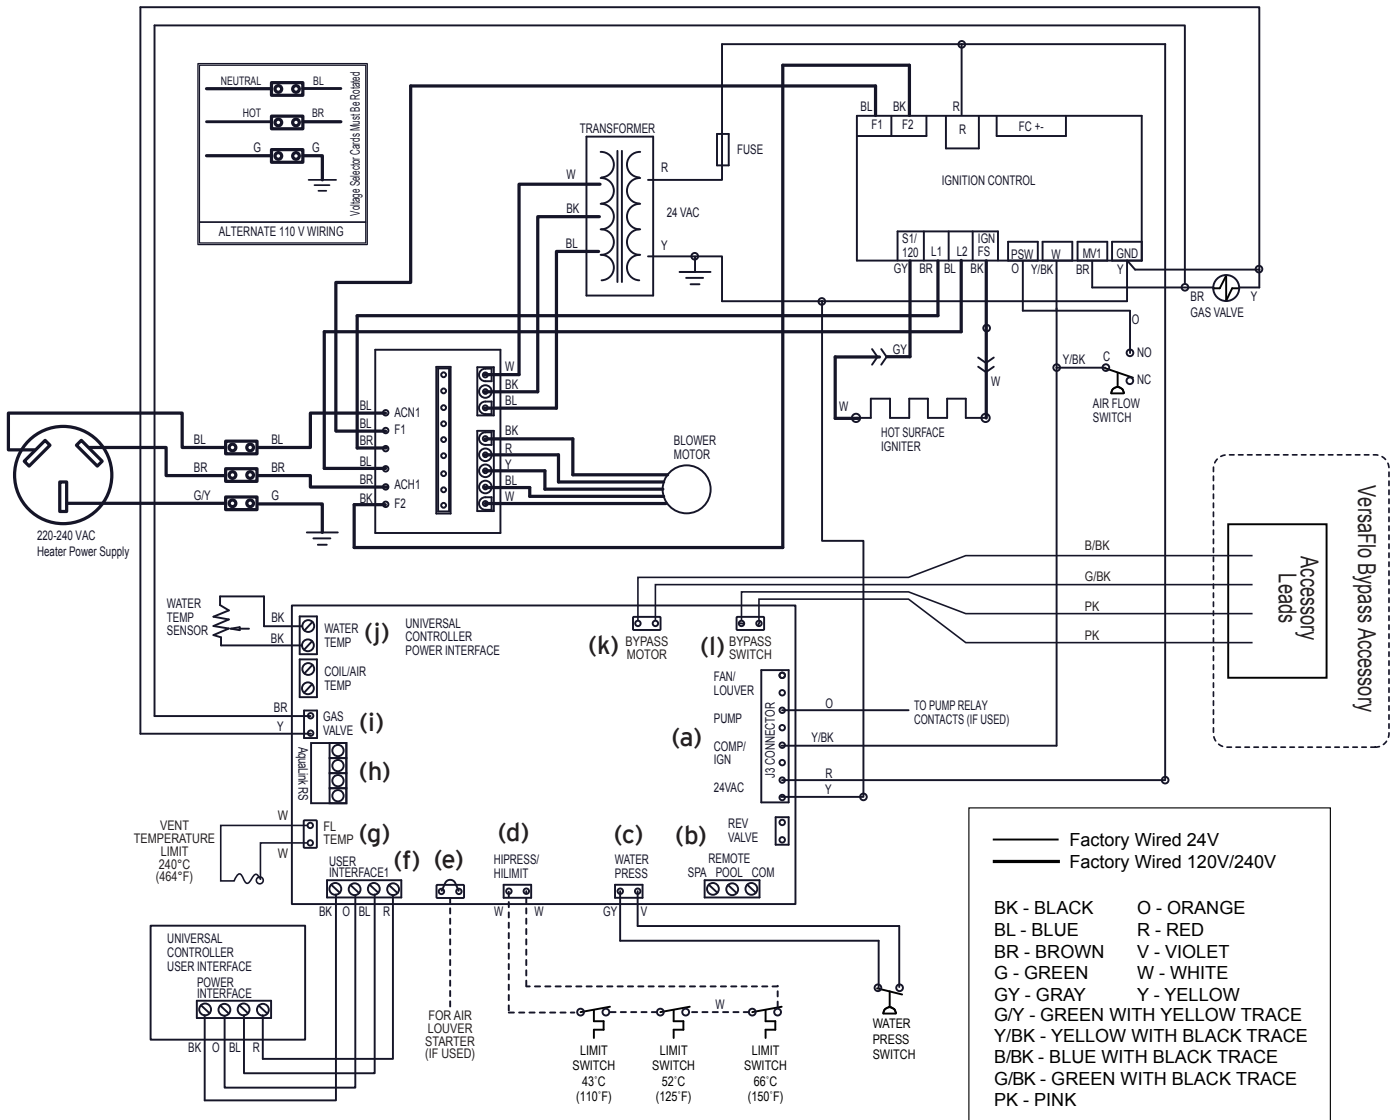 NEUTRAL
BL
HOT
BR
G
G
Voltage Selector Cards Must Be Rotated
ALTERNATE 110 V WIRING
TRANSFORMER
W
BK
BL
R
24 VAC
Y
FUSE
BL
BK
R
F1
F2
R
FC +-
IGNITION CONTROL
S1/
120
L1
L2
IGN
FS
PSW
W
MV1
GND
GY
BR
BL
BK
O
Y/BK
BR
Y
BR
Y
GAS VALVE
O
Y/BK
C
NO
NC
AIR FLOW
SWITCH
GY
W
W
HOT SURFACE
IGNITER
BL
BL
BR
BR
G/Y
G
220-240 VAC
Heater Power Supply
BL
ACN1
BL
F1
BR
BL
BR
ACH1
BK
F2
W
BK
BL
BK
R
Y
BL
W
BLOWER
MOTOR
VersaFlo Bypass Accessory
Accessory
Leads
B/BK
G/BK
PK
PK
WATER
TEMP
SENSOR
BK
BK
WATER
TEMP
(j)
UNIVERSAL
CONTROLLER
POWER INTERFACE
COIL/AIR
TEMP
(k)
BYPASS
MOTOR
(l)
BYPASS
SWITCH
BR
Y
GAS
VALVE
(i)
AquaLink RS
(h)
FAN/
LOUVER
PUMP
(a)
COMP/
IGN
24VAC
J3 CONNECTOR
O
TO PUMP RELAY
CONTACTS (IF USED)
Y/BK
R
Y
VENT
TEMPERATURE
LIMIT
240°C
(464°F)
W
W
FL
TEMP
(g)
USER
INTERFACE1
(f)
(e)
(d)
HIPRESS/
HILIMIT
(c)
WATER
PRESS
(b)
REV
VALVE
REMOTE
SPA POOL COM
BK
O
BL
R
W
W
GY
V
UNIVERSAL
CONTROLLER
USER INTERFACE
POWER
INTERFACE
BK
O
BL
R
FOR AIR
LOUVER
STARTER
(IF USED)
W
LIMIT
SWITCH
43°C
(110°F)
LIMIT
SWITCH
52°C
(125°F)
LIMIT
SWITCH
66°C
(150°F)
WATER
PRESS
SWITCH
Factory Wired 24V
Factory Wired 120V/240V
BK - BLACK O - ORANGE
BL - BLUE R - RED
BR - BROWN V - VIOLET
G - GREEN W - WHITE
GY - GRAY Y - YELLOW
G/Y - GREEN WITH YELLOW TRACE
Y/BK - YELLOW WITH BLACK TRACE
B/BK - BLUE WITH BLACK TRACE
G/BK - GREEN WITH BLACK TRACE
PK - PINK